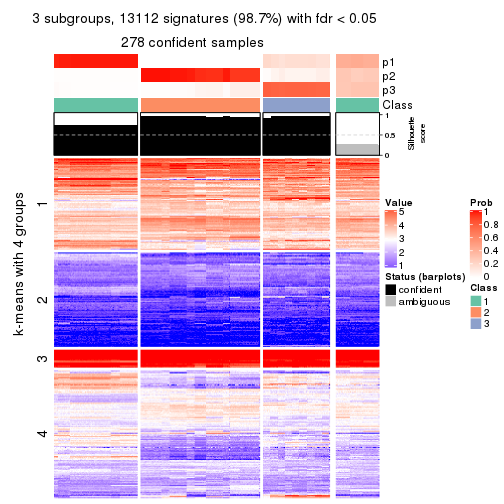 3 subgroups, 13112 signatures (98.7%) with fdr < 0.05
278 confident samples
p1
p2
p3
Class
1
0.5
0
Silhouette
score
k-means with 4 groups
1
2
3
4
Value
5
4
3
2
1
Status (barplots)
confident
ambiguous
Prob
1
0.8
0.6
0.4
0.2
0
Class
1
2
3